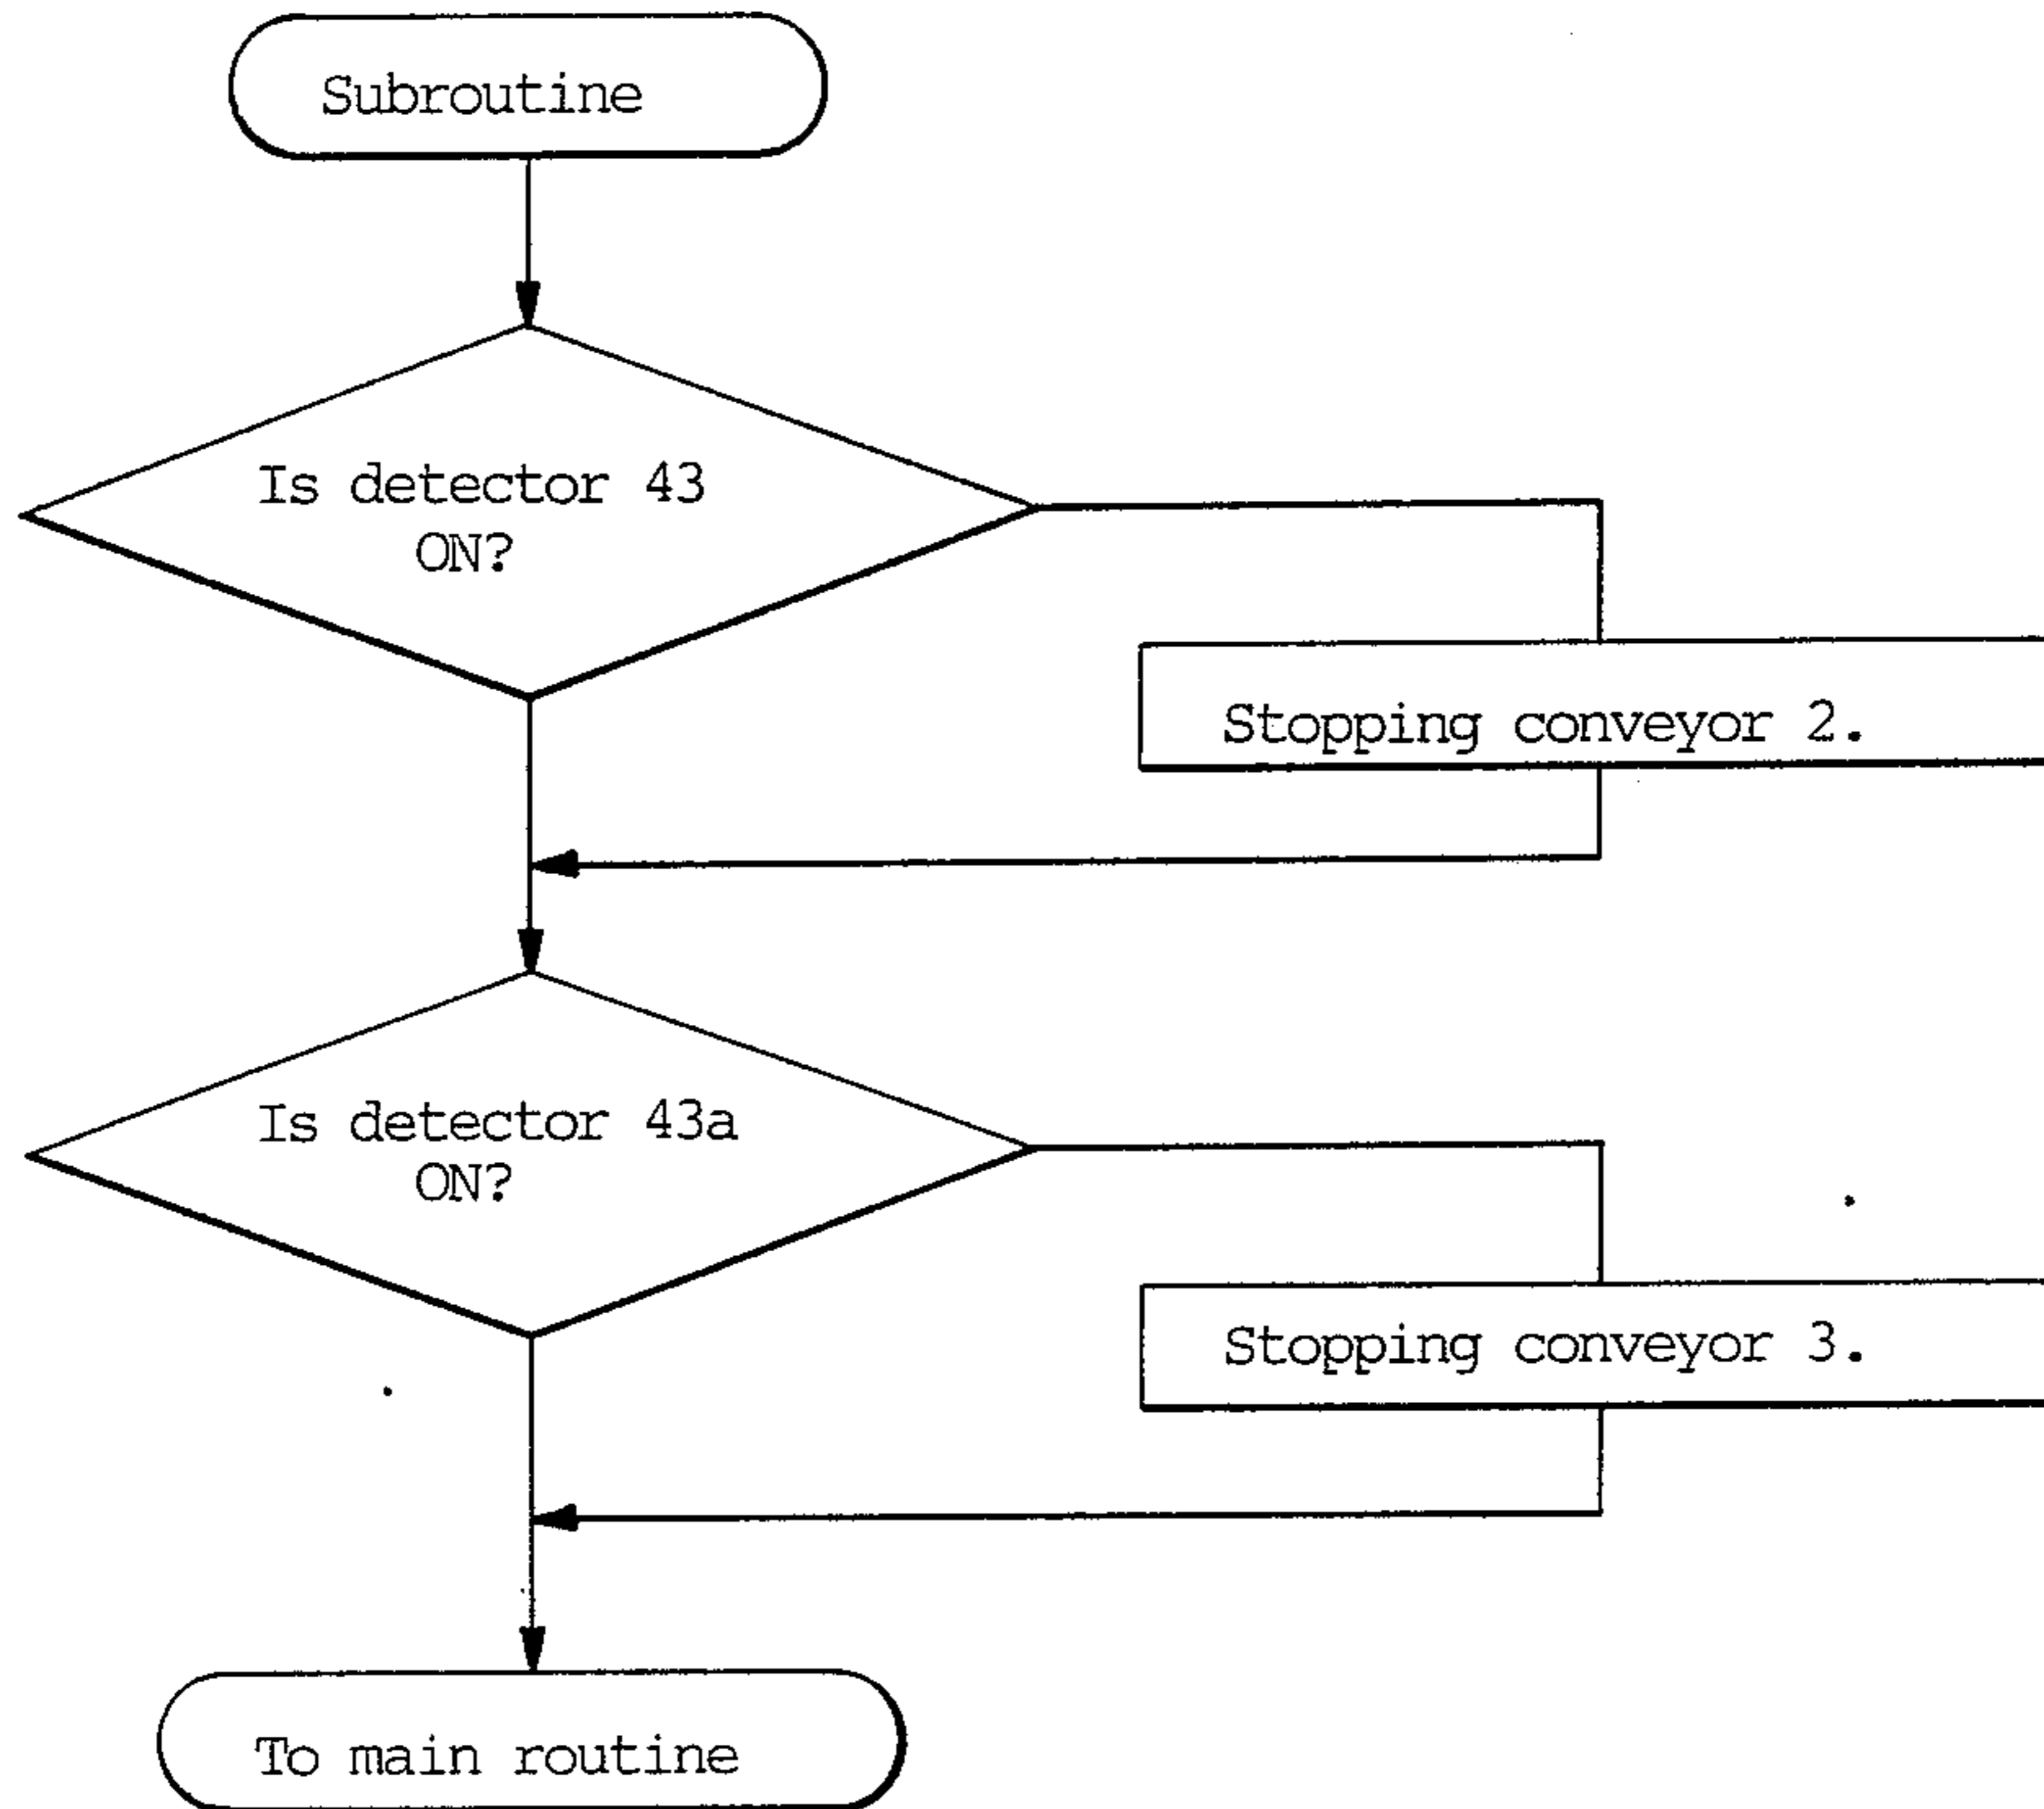 Subroutine
Is detector 43
ON?
Stopping conveyor 2.
Is detector 43a
ON?
Stopping conveyor 3.
To main routine